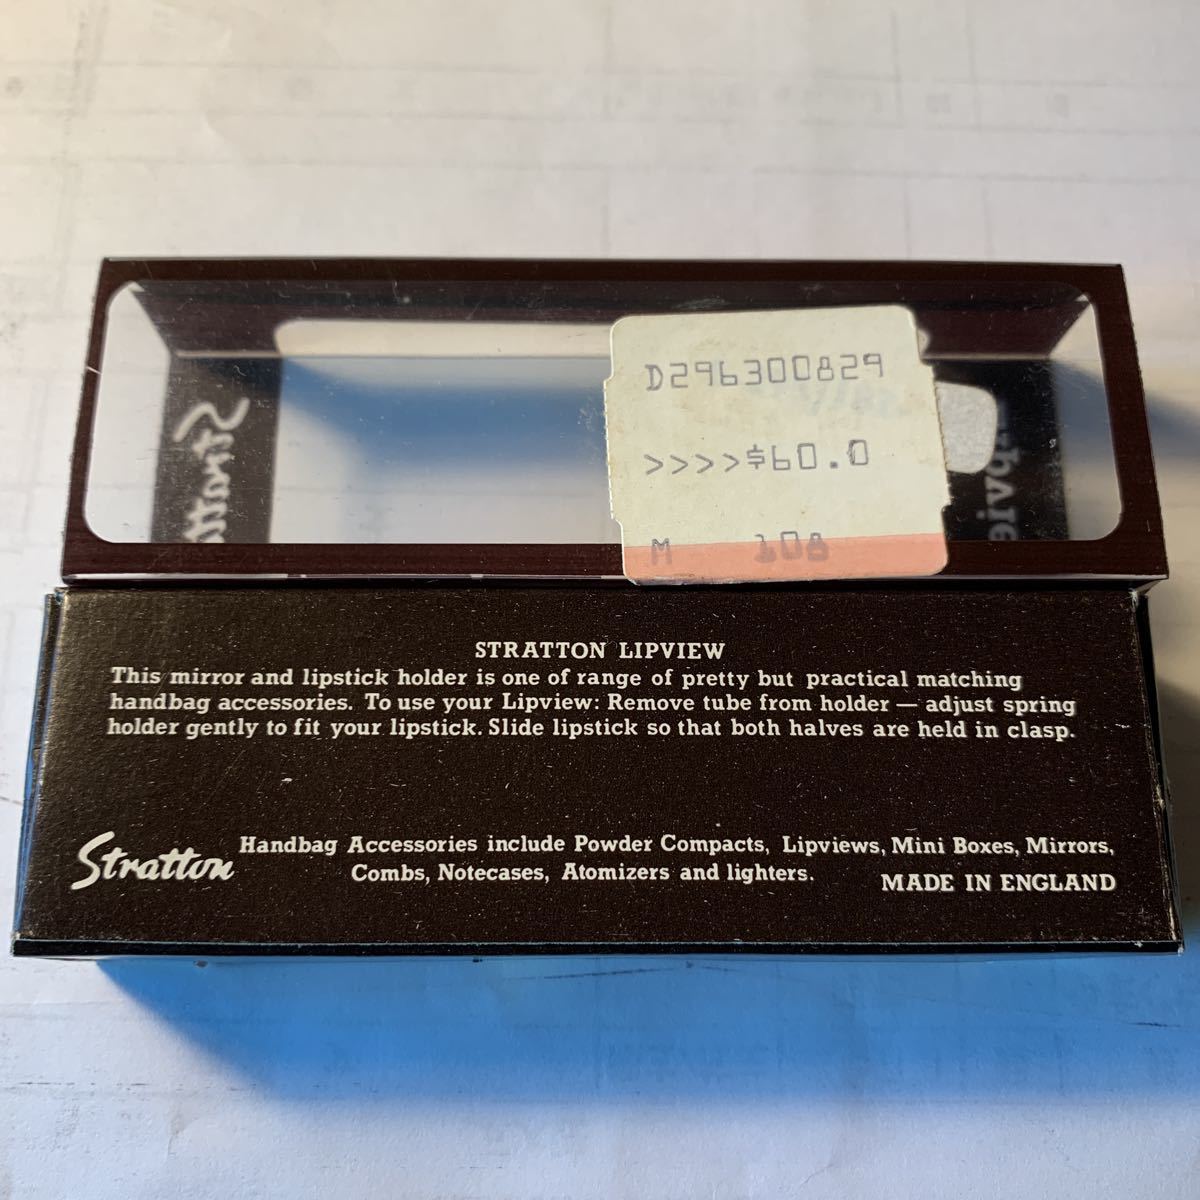 D296300829
>>>>$60.0
M 108
STRATTON LIPVIEW
This mirror and lipstick holder is one of range of pretty but practical matching
handbag accessories. To use your Lipview: Remove tube from holder — adjust spring
holder gently to fit your lipstick. Slide lipstick so that both halves are held in clasp.
Stratton
Handbag Accessories include Powder Compacts, Lipviews, Mini Boxes, Mirrors,
Combs, Notecases, Atomizers and lighters.
MADE IN ENGLAND